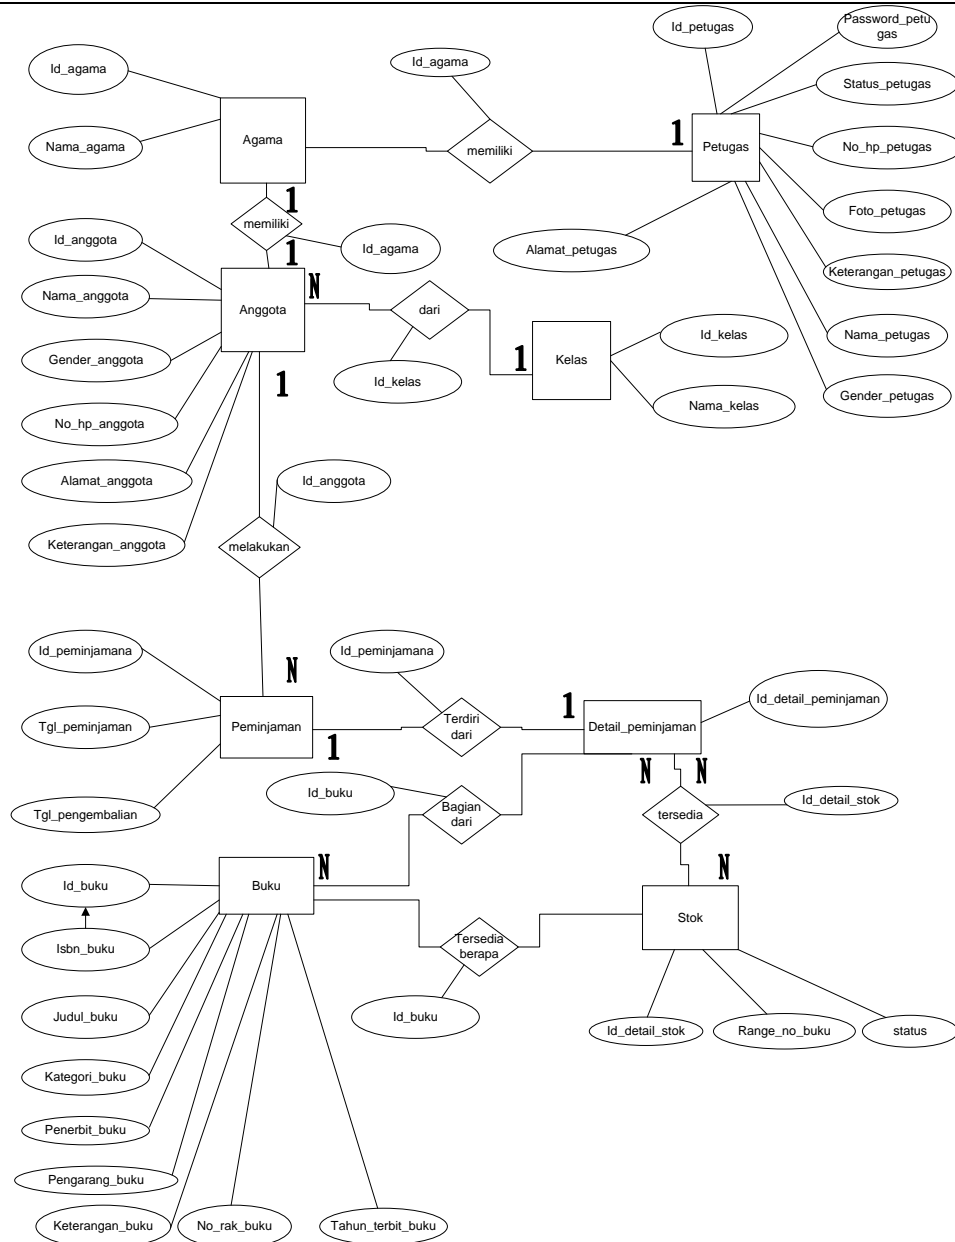 Id_petugas
Password_petu
gas
Id_agama
Id_agama
Status_petugas
Agama
memiliki
1
Petugas
Nama_agama
No_hp_petugas
1
memiliki
Foto_petugas
Id_anggota
1
Id_agama
Alamat_petugas
Keterangan_petugas
Nama_anggota
Anggota
N
dari
Id_kelas
Nama_petugas
Gender_anggota
1
Id_kelas
1
Kelas
Nama_kelas
Gender_petugas
No_hp_anggota
Alamat_anggota
Id_anggota
Keterangan_anggota
melakukan
Id_peminjamana
N
Id_peminjamana
Id_detail_peminjaman
Tgl_peminjaman
Peminjaman
1
Terdiri
dari
1
Detail_peminjaman
N
N
Tgl_pengembalian
Id_buku
Bagian
dari
tersedia
Id_detail_stok
Id_buku
Buku
N
N
Isbn_buku
Tersedia
berapa
Stok
Judul_buku
Id_buku
Id_detail_stok
Range_no_buku
status
Kategori_buku
Penerbit_buku
Pengarang_buku
Keterangan_buku
No_rak_buku
Tahun_terbit_buku